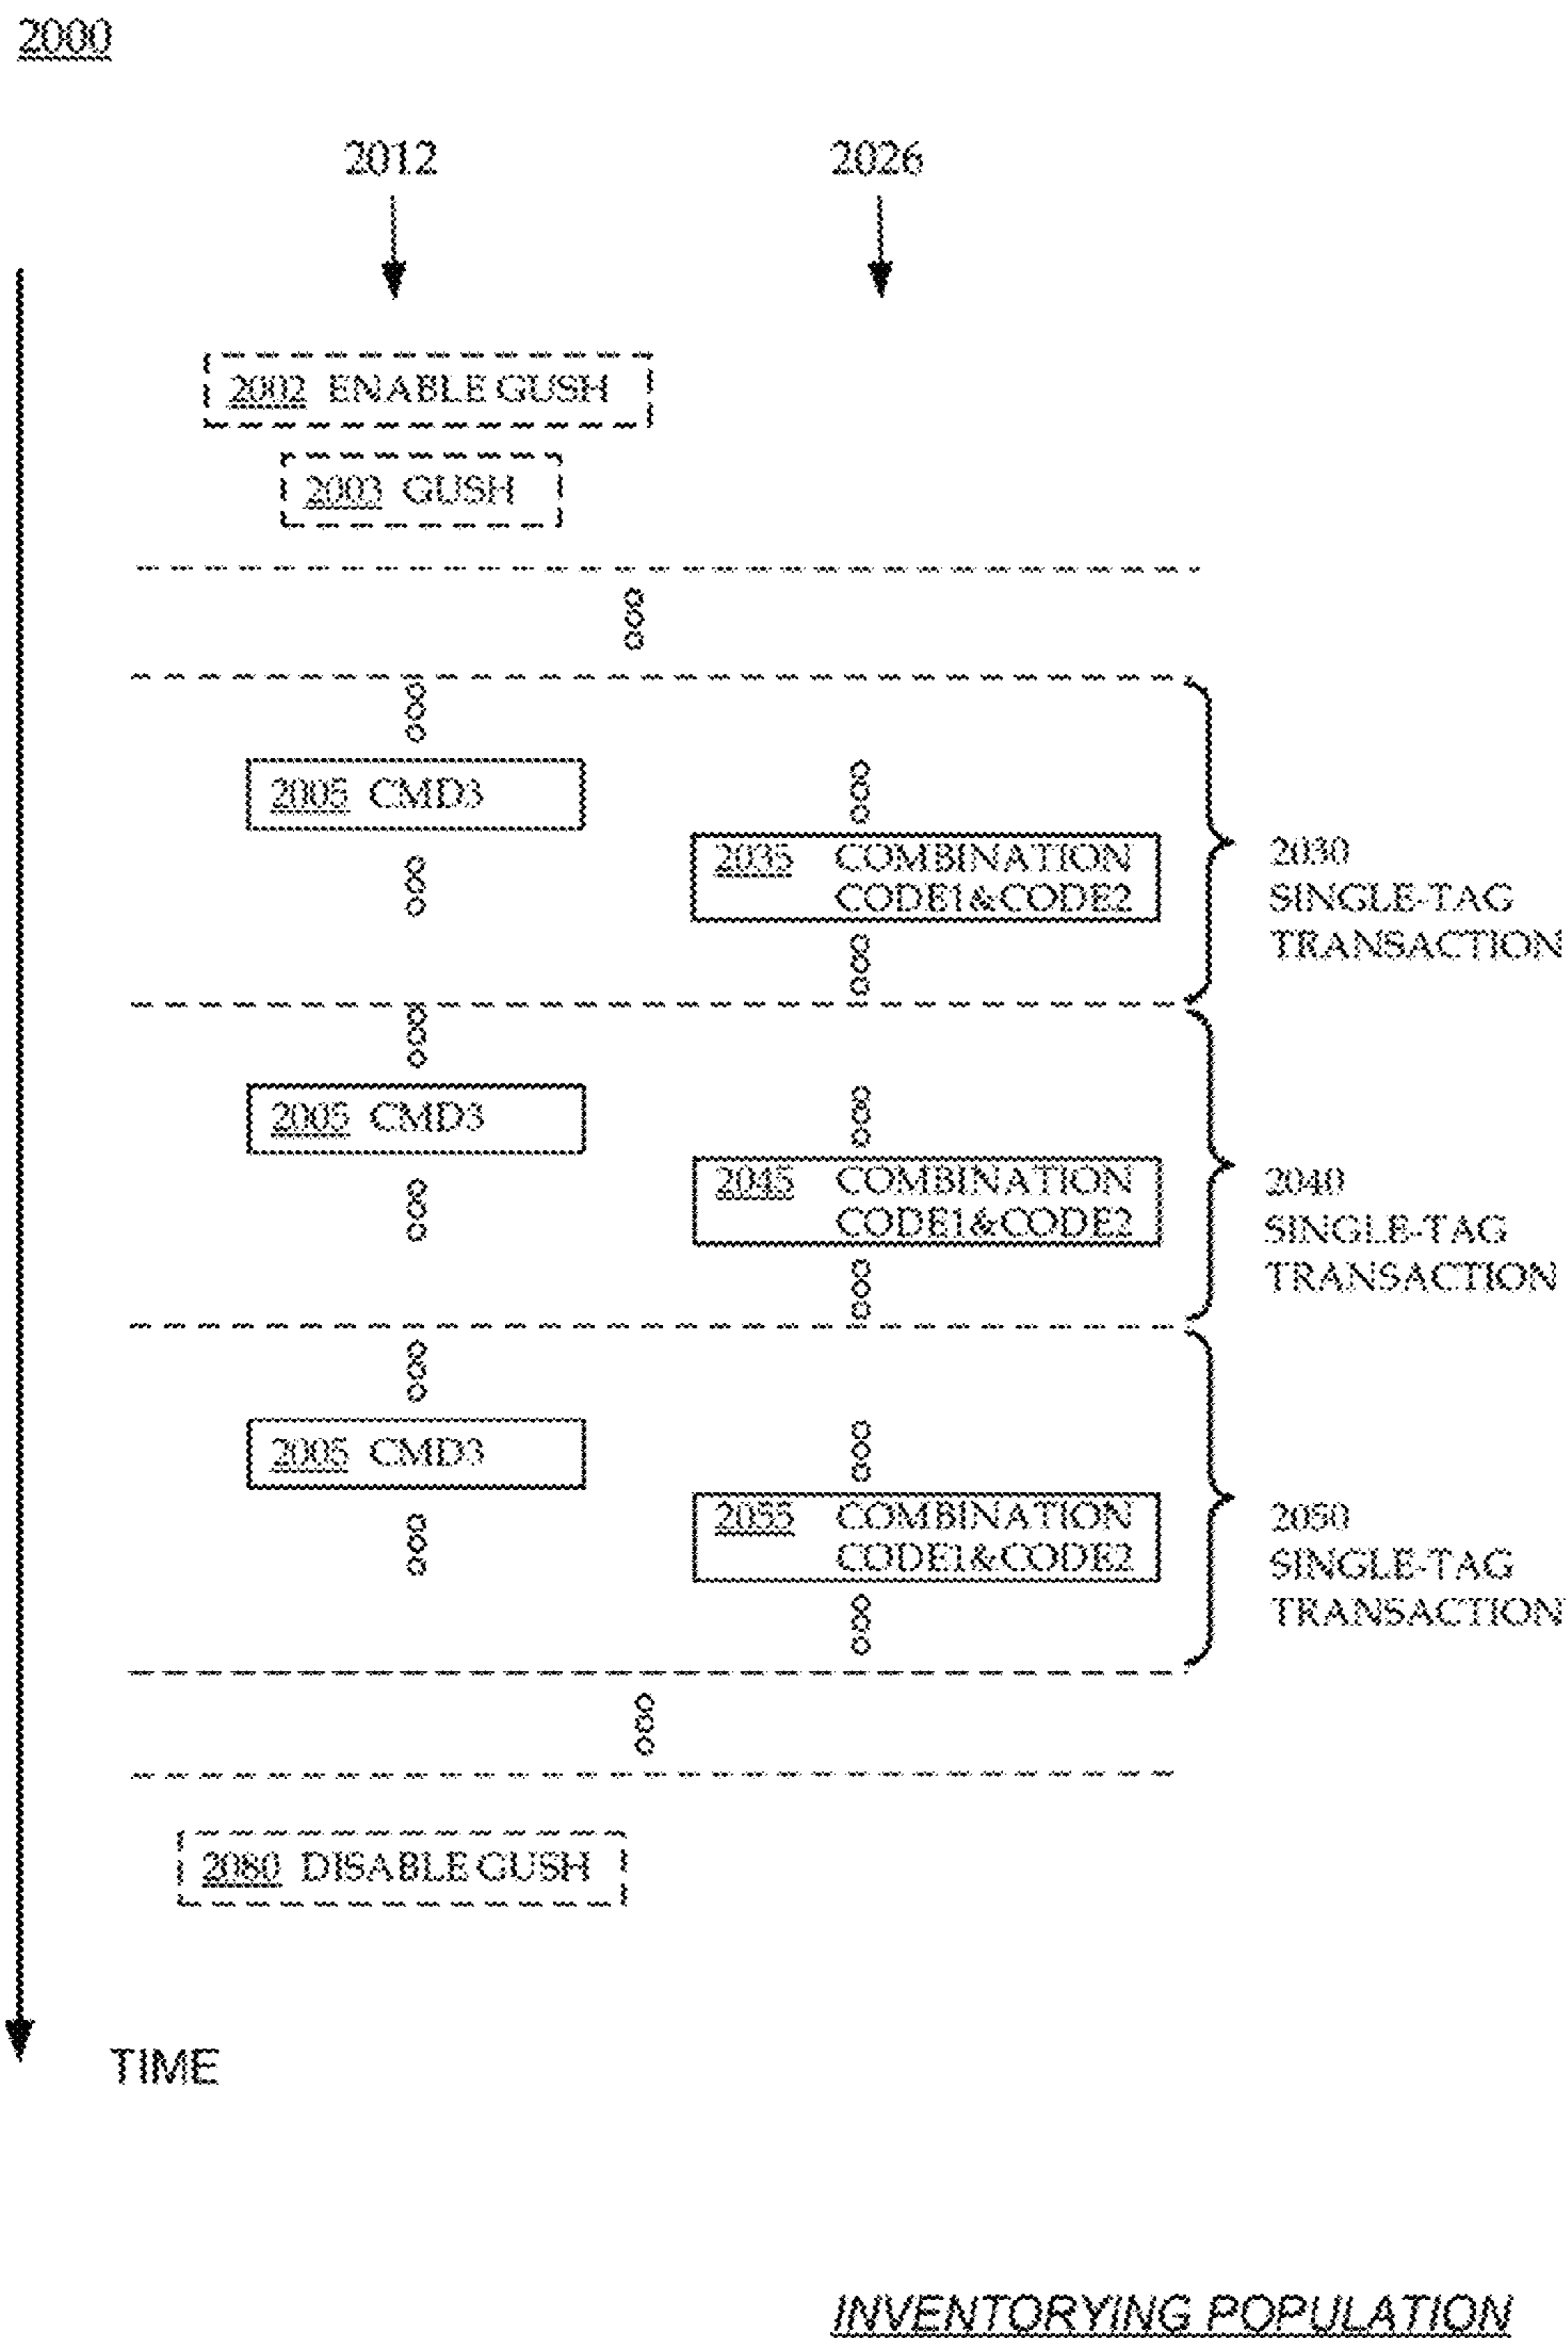 2000
2012
2026
2002 ENABLE GUSH
2003 GUSH
2005 CMD3
2035 COMBINATION
CODE1&CODE2
2030
SINGLE-TAG
TRANSACTION
2005 CMD3
2045 COMBINATION
CODE1&CODE2
2040
SINGLE-TAG
TRANSACTION
2005 CMD3
2055 COMBINATION
CODE1&CODE2
2050
SINGLE-TAG
TRANSACTION
2080 DISABLE GUSH
TIME
INVENTORYING POPULATION